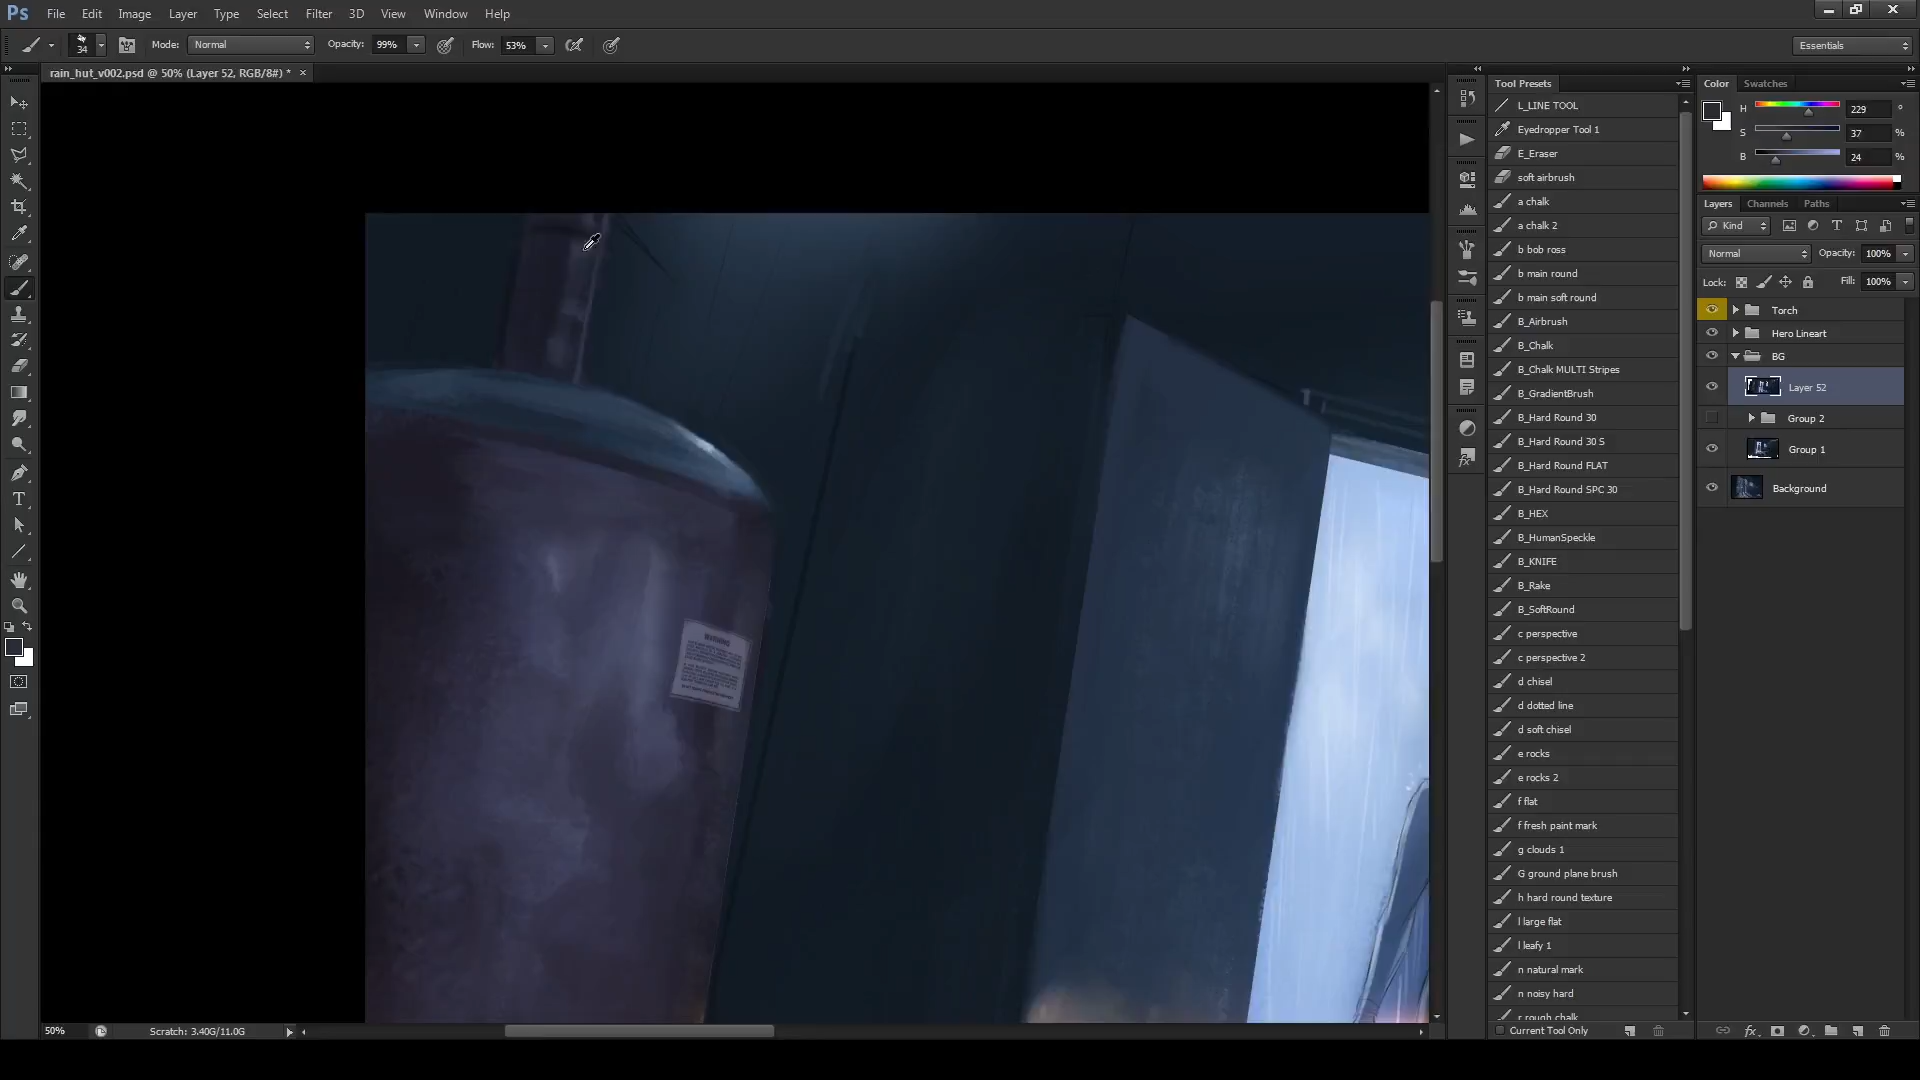 Ps File Edit Image Layer Type Select Filter 3D View Window Help
34 Mode: Normal Opacity: 99% Flow: 53% Essentials
rain_hut_v002.psd @ 50% (Layer 52, RGB/8#) * ×
Tool Presets
L_LINE TOOL
Eyedropper Tool 1
E_Eraser
soft airbrush
a chalk
a chalk 2
b bob ross
b main round
b main soft round
B_Airbrush
B_Chalk
B_Chalk MULTI Stripes
B_GradientBrush
B_Hard Round 30
B_Hard Round 30 S
B_Hard Round FLAT
B_Hard Round SPC 30
B_HEX
B_HumanSpeckle
B_KNIFE
B_Rake
B_SoftRound
c perspective
c perspective 2
d chisel
d dotted line
d soft chisel
e rocks
e rocks 2
f flat
f fresh paint mark
g clouds 1
G ground plane brush
h hard round texture
l large flat
l leafy 1
n natural mark
n noisy hard
r rough chalk
Current Tool Only
Color Swatches
H 229 °
S 37 %
B 24 %
Layers Channels Paths
Kind
Normal Opacity: 100%
Lock: Fill: 100%
Torch
Hero Lineart
BG
Layer 52
Group 2
Group 1
Background
WARNING
50% Scratch: 3.40G/11.0G